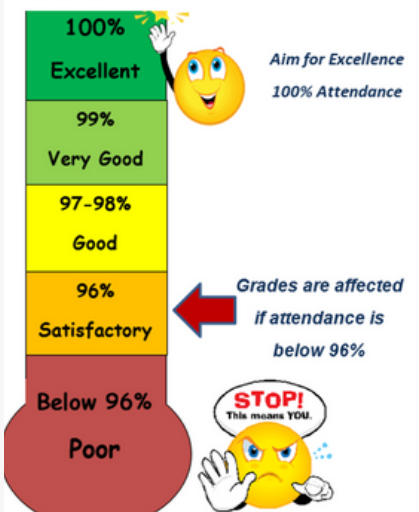 100%
Excellent
Aim for Excellence
100% Attendance
99%
Very Good
97-98%
Good
96%
Satisfactory
Grades are affected
if attendance is
below 96%
Below 96%
Poor
STOP!
This means YOU.